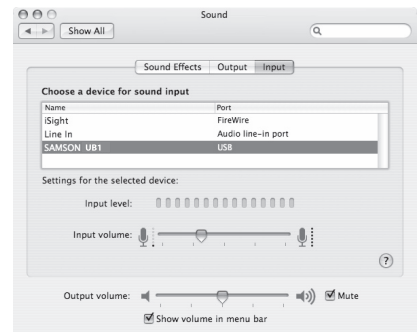 Sound
Show All
Sound Effects Output Input
Choose a device for sound input
Name Port
iSight FireWire
Line In Audio line-in port
SAMSON UB1 USB
Settings for the selected device:
Input level:
Input volume:
?
Output volume: Mute
Show volume in menu bar